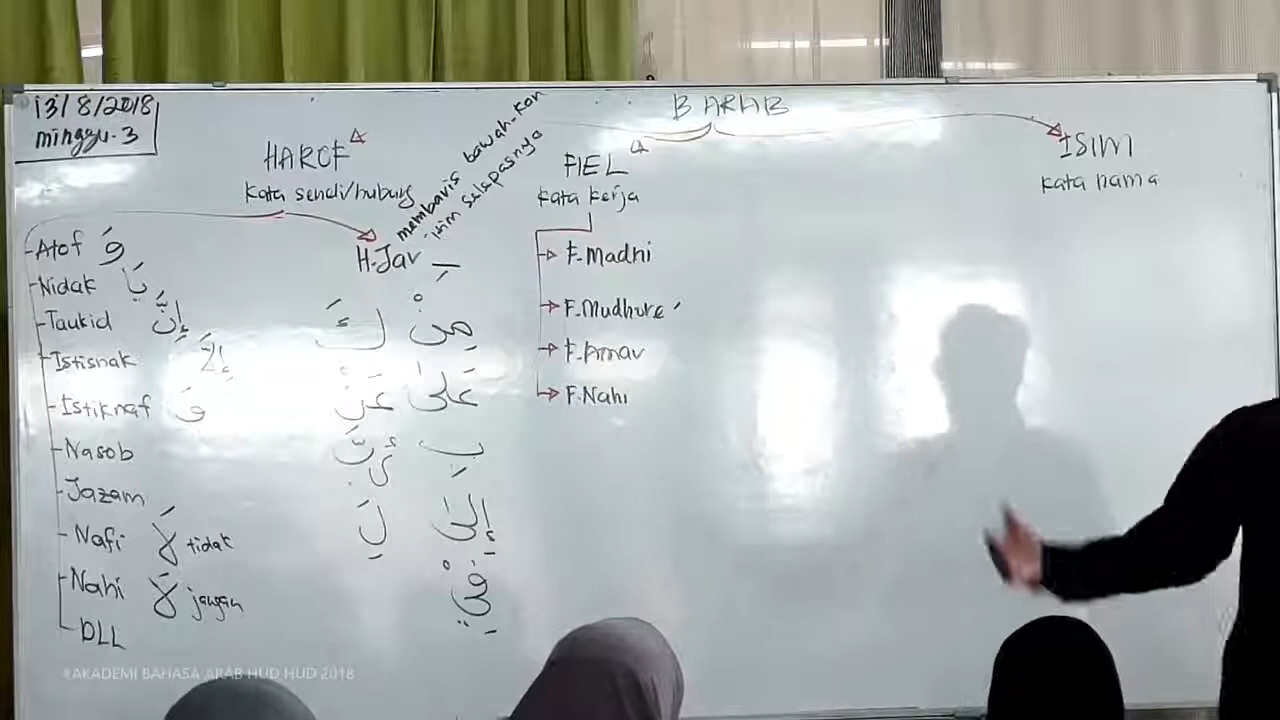 13/8/2018
minggu-3
B ARAB
HAROF
Kata sendi/hubung
FIEL
Kata Kerja
ISIM
Kata nama
membaris bawah-kan
isim selepasnya
H.Jar ـِ
-Atof وَ
-Nidak يَا
-Taukid إِنَّ
-Istisnak إِلَّا
-Istiknaf وَ
-Nasob
-Jazam
-Nafi لَا tidak
-Nahi لَا jangan
-DLL
مِنْ كَ
عَلَى عَنْ
بِ رُبَّ
إِلَى لِ
فِيْ
F.Madhi
F.Mudhore'
F.Amar
F.Nahi
#AKADEMI BAHASA ARAB HUD HUD 2018